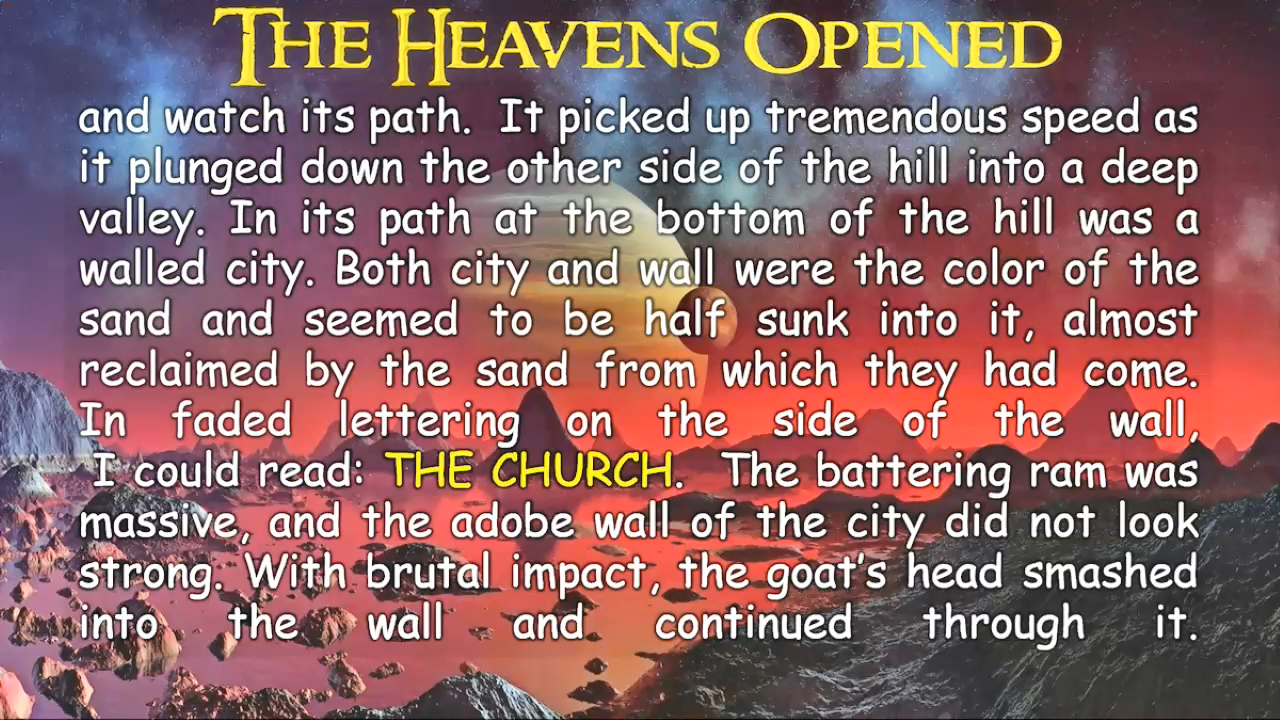 THE HEAVENS OPENED
and watch its path. It picked up tremendous speed as
it plunged down the other side of the hill into a deep
valley. In its path at the bottom of the hill was a
walled city. Both city and wall were the color of the
sand and seemed to be half sunk into it, almost
reclaimed by the sand from which they had come.
In faded lettering on the side of the wall,
I could read: THE CHURCH. The battering ram was
massive, and the adobe wall of the city did not look
strong. With brutal impact, the goat's head smashed
into the wall and continued through it.